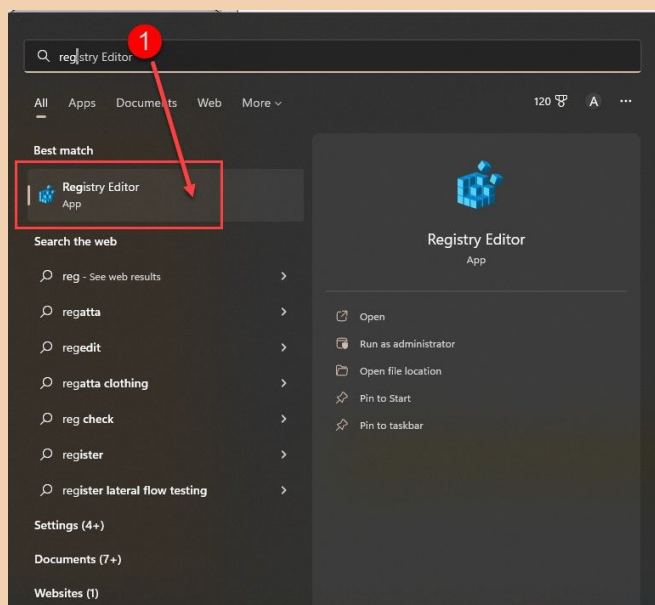 1
registry Editor
All Apps Documents Web More 120 A ...
Best match
Registry Editor
App
Search the web
reg - See web results
regatta
regedit
regatta clothing
reg check
register
register lateral flow testing
Settings (4+)
Documents (7+)
Websites (1)
Registry Editor
App
Open
Run as administrator
Open file location
Pin to Start
Pin to taskbar